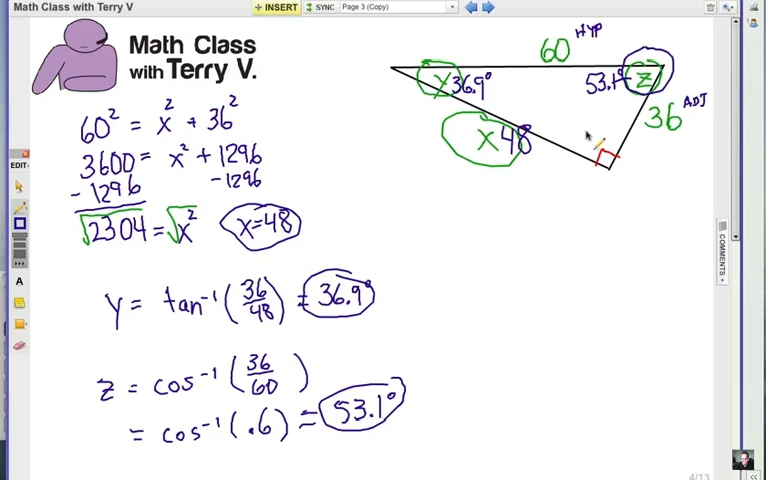 Math Class with Terry V
INSERT
SYNC
Page 3 (Copy)
Math Class
with Terry V.
60 HYP
Y 36.9°
53.1° Z
36 ADJ
X 48
60² = x² + 36²
3600 = x² + 1296
-1296 -1296
√2304 = √x² x=48
Y = tan⁻¹ (36/48) = 36.9°
Z = cos⁻¹ (36/60)
= cos⁻¹ (.6) = 53.1°
EDIT
A
COMMENTS
4/13